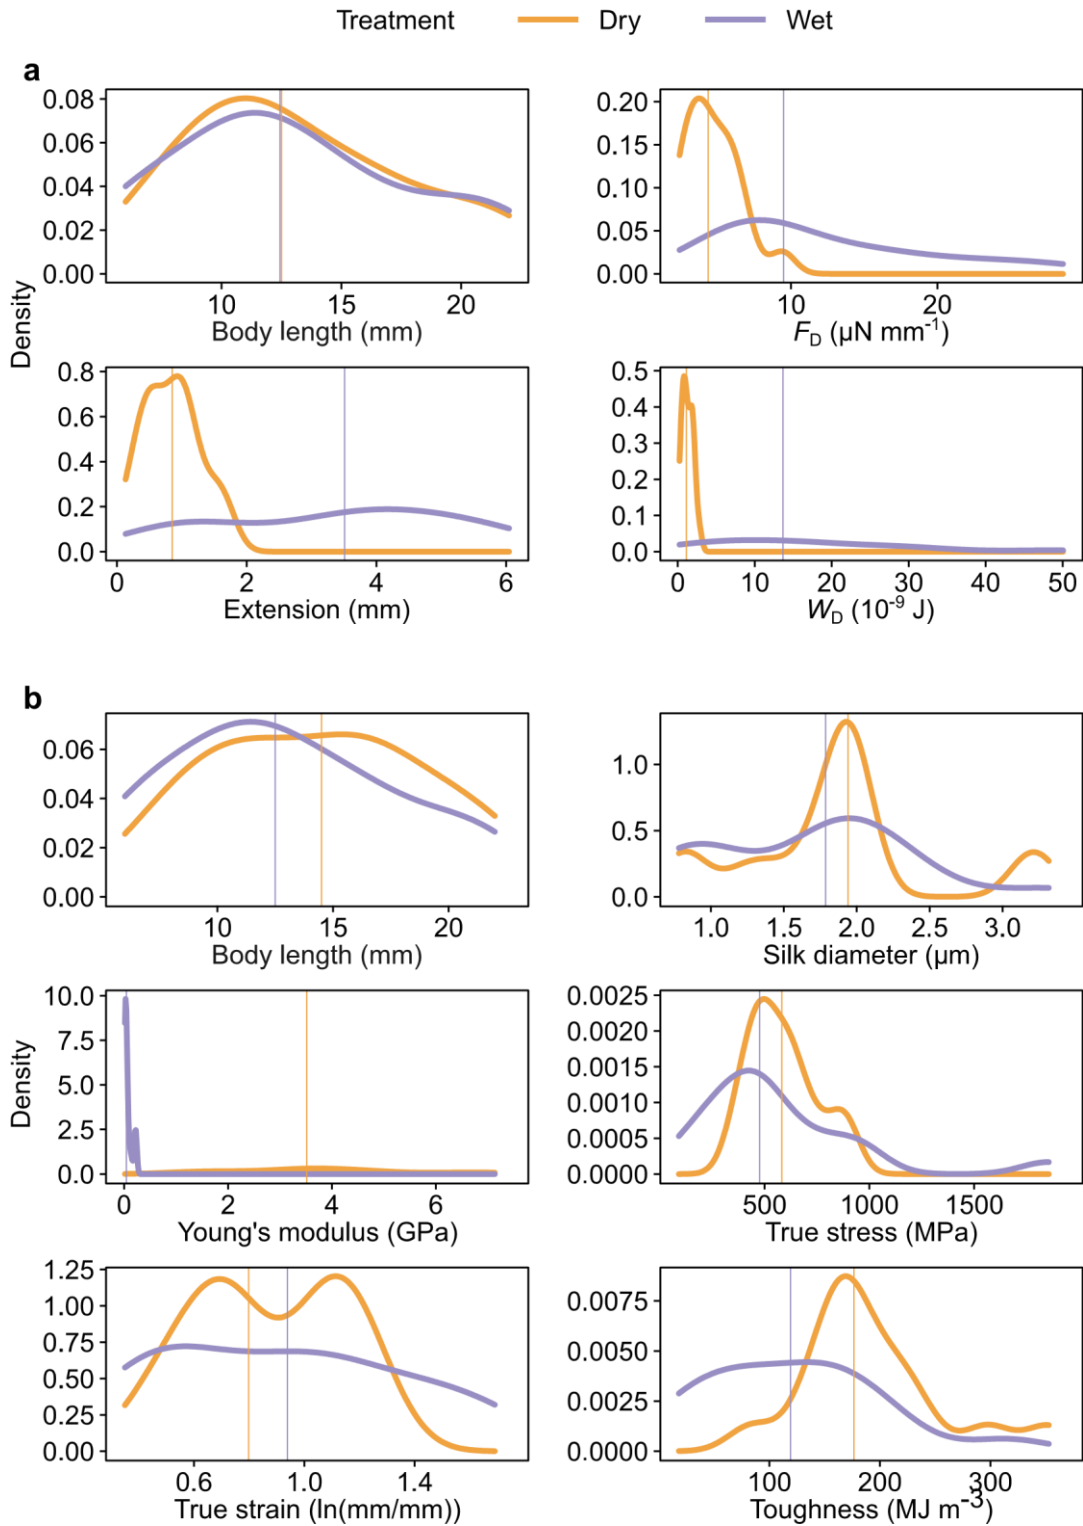 Treatment Dry Wet
a
Density
0.08
0.06
0.04
0.02
0.00
10 15 20
Body length (mm)
0.20
0.15
0.10
0.05
0.00
10 20
F_D (µN mm⁻¹)
0.8
0.6
0.4
0.2
0.0
0 2 4 6
Extension (mm)
0.5
0.4
0.3
0.2
0.1
0.0
0 10 20 30 40 50
W_D (10⁻⁹ J)
b
Density
0.06
0.04
0.02
0.00
10 15 20
Body length (mm)
1.0
0.5
0.0
1.0 1.5 2.0 2.5 3.0
Silk diameter (µm)
10.0
7.5
5.0
2.5
0.0
0 2 4 6
Young's modulus (GPa)
0.0025
0.0020
0.0015
0.0010
0.0005
0.0000
500 1000 1500
True stress (MPa)
1.25
1.00
0.75
0.50
0.25
0.00
0.6 1.0 1.4
True strain (ln(mm/mm))
0.0075
0.0050
0.0025
0.0000
100 200 300
Toughness (MJ m⁻³)